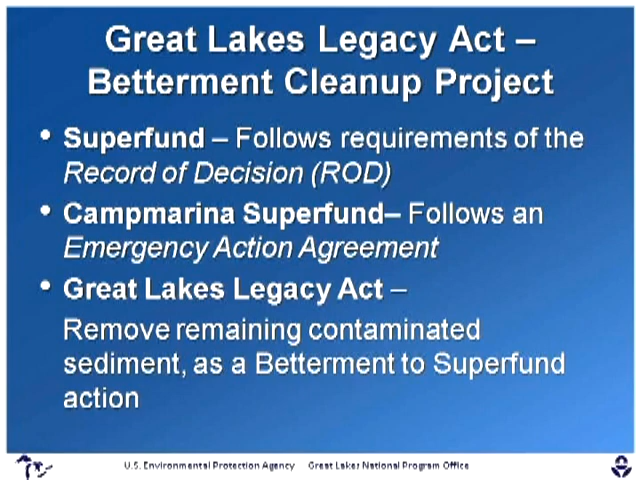 Great Lakes Legacy Act –
Betterment Cleanup Project
• Superfund – Follows requirements of the
Record of Decision (ROD)
• Campmarina Superfund– Follows an
Emergency Action Agreement
• Great Lakes Legacy Act –
Remove remaining contaminated
sediment, as a Betterment to Superfund
action
U.S. Environmental Protection Agency Great Lakes National Program Office